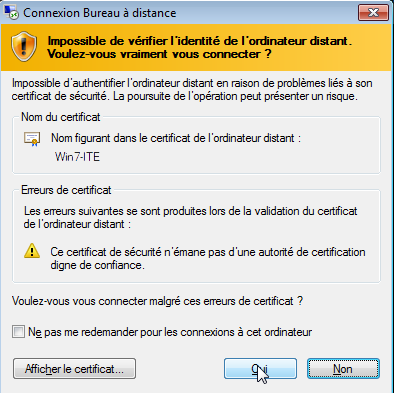 Connexion Bureau à distance
Impossible de vérifier l'identité de l'ordinateur distant.
Voulez-vous vraiment vous connecter ?
Impossible d'authentifier l'ordinateur distant en raison de problèmes liés à son
certificat de sécurité. La poursuite de l'opération peut présenter un risque.
Nom du certificat
Nom figurant dans le certificat de l'ordinateur distant :
Win7-ITE
Erreurs de certificat
Les erreurs suivantes se sont produites lors de la validation du certificat
de l'ordinateur distant :
Ce certificat de sécurité n'émane pas d'une autorité de certification
digne de confiance.
Voulez-vous vous connecter malgré ces erreurs de certificat ?
Ne pas me redemander pour les connexions à cet ordinateur
Afficher le certificat...
Oui
Non